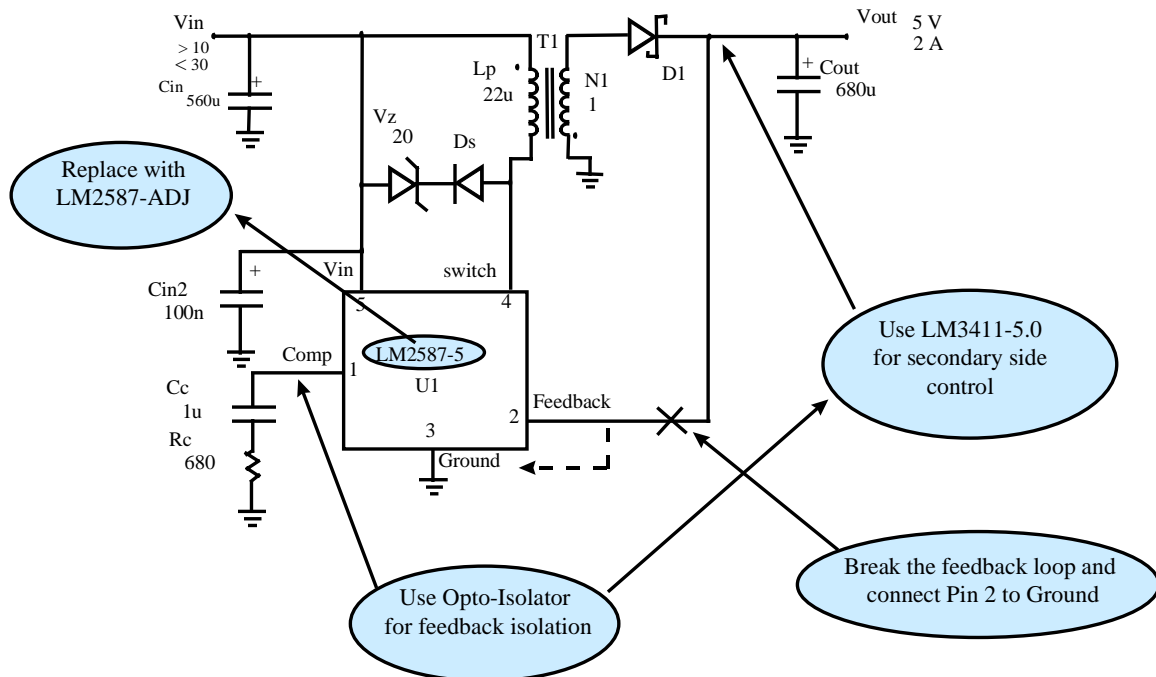 Vin
> 10
< 30
Cin
560u
+
T1
Lp
22u
N1
1
D1
Vout
5 V
2 A
+
Cout
680u
Vz
20
Ds
Replace with
LM2587-ADJ
Vin
switch
+
Cin2
100n
5
4
LM2587-5
U1
Comp
1
Cc
1u
Rc
680
2
Feedback
3
Ground
Use LM3411-5.0
for secondary side
control
Use Opto-Isolator
for feedback isolation
Break the feedback loop and
connect Pin 2 to Ground